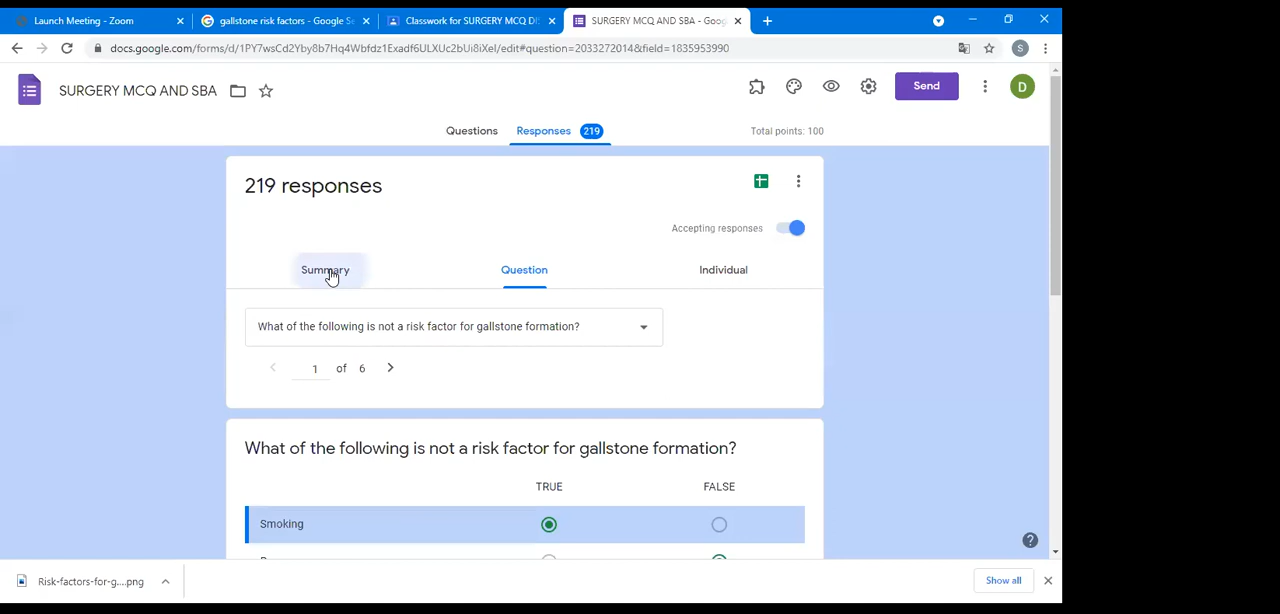 Launch Meeting - Zoom
gallstone risk factors - Google Se
Classwork for SURGERY MCQ D
SURGERY MCQ AND SBA - Goog
docs.google.com/forms/d/1PY7wsCd2Yby8b7Hq4Wbfdz1Exadf6ULXUc2bUi8iXeI/edit#question=2033272014&field=1835953990
S
SURGERY MCQ AND SBA
Send
D
Questions
Responses 219
Total points: 100
219 responses
Accepting responses
Summary
Question
Individual
What of the following is not a risk factor for gallstone formation?
1 of 6
What of the following is not a risk factor for gallstone formation?
TRUE
FALSE
Smoking
Risk-factors-for-g....png
Show all